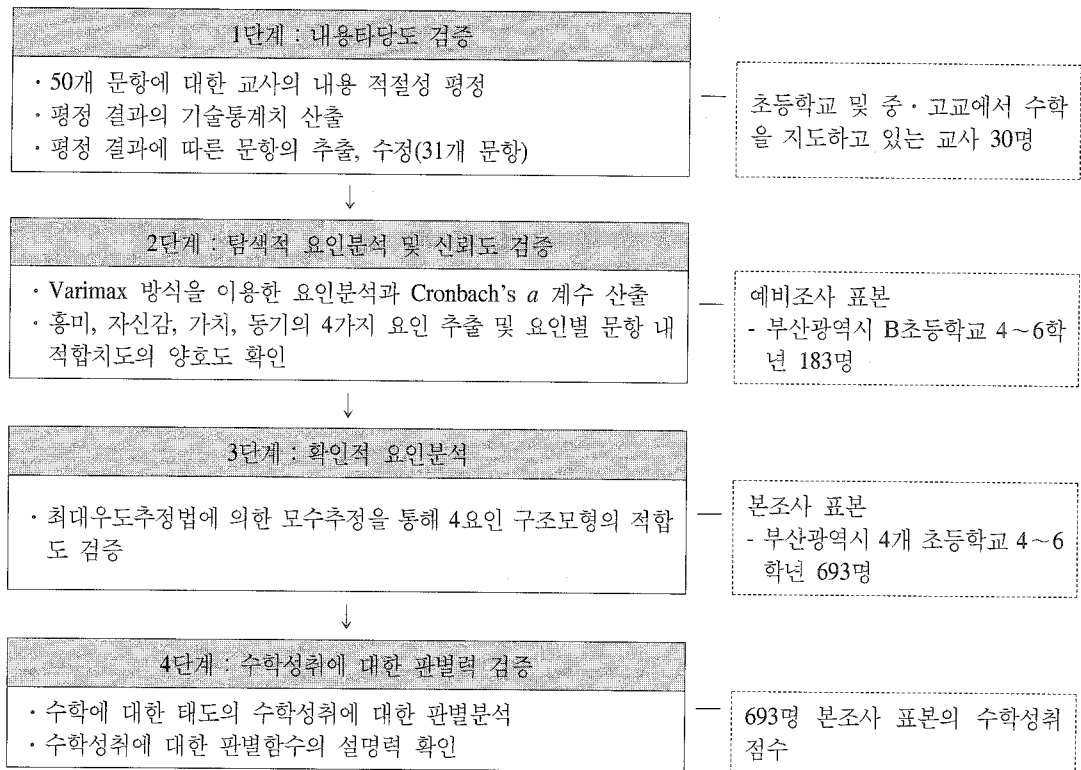 1단계 : 내용타당도 검증
· 50개 문항에 대한 교사의 내용 적절성 평정
· 평정 결과의 기술통계치 산출
· 평정 결과에 따른 문항의 추출, 수정(31개 문항)
초등학교 및 중 · 고교에서 수학
을 지도하고 있는 교사 30명
↓
2단계 : 탐색적 요인분석 및 신뢰도 검증
· Varimax 방식을 이용한 요인분석과 Cronbach's a 계수 산출
· 흥미, 자신감, 가치, 동기의 4가지 요인 추출 및 요인별 문항 내
적합치도의 양호도 확인
예비조사 표본
- 부산광역시 B초등학교 4～6학
년 183명
↓
3단계 : 확인적 요인분석
· 최대우도추정법에 의한 모수추정을 통해 4요인 구조모형의 적합
도 검증
본조사 표본
- 부산광역시 4개 초등학교 4～6
학년 693명
↓
4단계 : 수학성취에 대한 판별력 검증
· 수학에 대한 태도의 수학성취에 대한 판별분석
· 수학성취에 대한 판별함수의 설명력 확인
693명 본조사 표본의 수학성취
점수